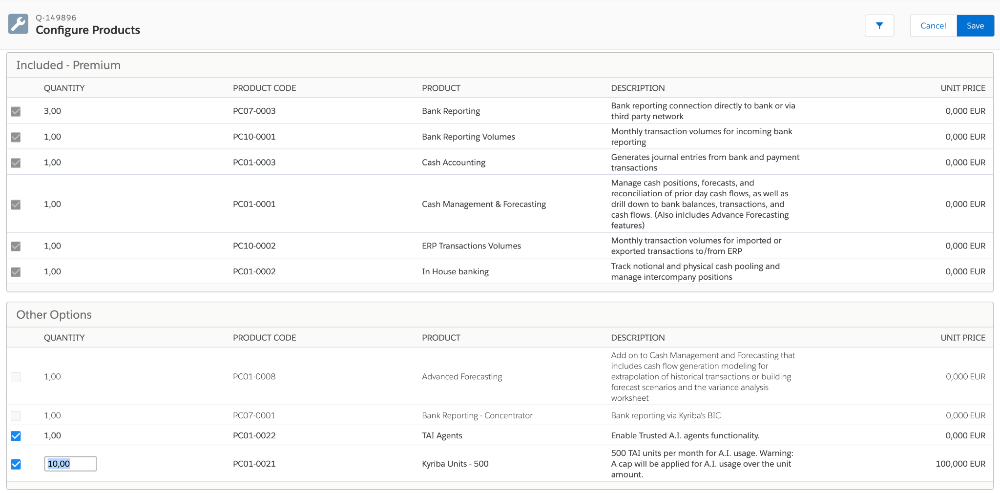 Q-149896
Configure Products
Cancel
Save
Included - Premium
QUANTITY PRODUCT CODE PRODUCT DESCRIPTION UNIT PRICE
3,00 PC07-0003 Bank Reporting Bank reporting connection directly to bank or via
third party network 0,000 EUR
1,00 PC10-0001 Bank Reporting Volumes Monthly transaction volumes for incoming bank
reporting 0,000 EUR
1,00 PC01-0003 Cash Accounting Generates journal entries from bank and payment
transactions 0,000 EUR
1,00 PC01-0001 Cash Management & Forecasting Manage cash positions, forecasts, and
reconciliation of prior day cash flows, as well as
drill down to bank balances, transactions, and
cash flows. (Also inlcludes Advance Forecasting
features) 0,000 EUR
1,00 PC10-0002 ERP Transactions Volumes Monthly transaction volumes for imported or
exported transactions to/from ERP 0,000 EUR
1,00 PC01-0002 In House banking Track notional and physical cash pooling and
manage intercompany positions 0,000 EUR
Other Options
QUANTITY PRODUCT CODE PRODUCT DESCRIPTION UNIT PRICE
1,00 PC01-0008 Advanced Forecasting Add on to Cash Management and Forecasting that
includes cash flow generation modeling for
extrapolation of historical transactions or building
forecast scenarios and the variance analysis
worksheet 0,000 EUR
1,00 PC07-0001 Bank Reporting - Concentrator Bank reporting via Kyriba's BIC 0,000 EUR
1,00 PC01-0022 TAI Agents Enable Trusted A.I. agents functionality. 0,000 EUR
10,00 PC01-0021 Kyriba Units - 500 500 TAI units per month for A.I. usage. Warning:
A cap will be applied for A.I. usage over the unit
amount. 100,000 EUR